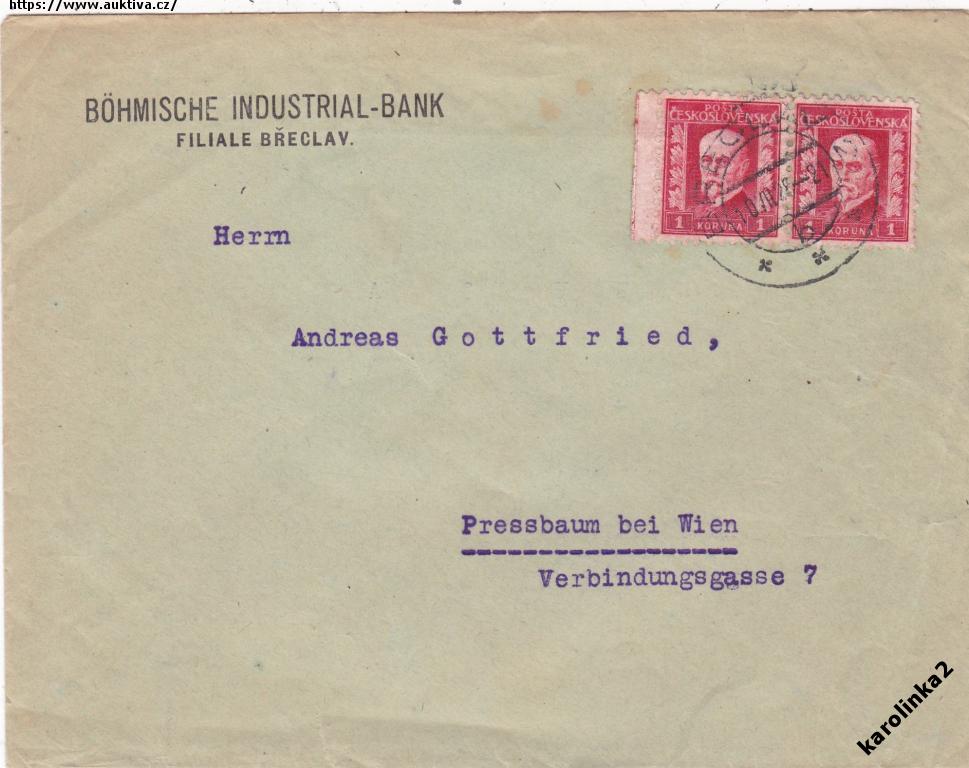 https://www.auktiva.cz/
BÖHMISCHE INDUSTRIAL-BANK
FILIALE BŘECLAV.
POŠTA
ČESKOSLOVENSKÁ
1 KORUNA 1
POŠTA
ČESKOSLOVENSKÁ
1 KORUNA 1
Herrn
Andreas Gottfried,
Pressbaum bei Wien
Verbindungsgasse 7
karolinka2